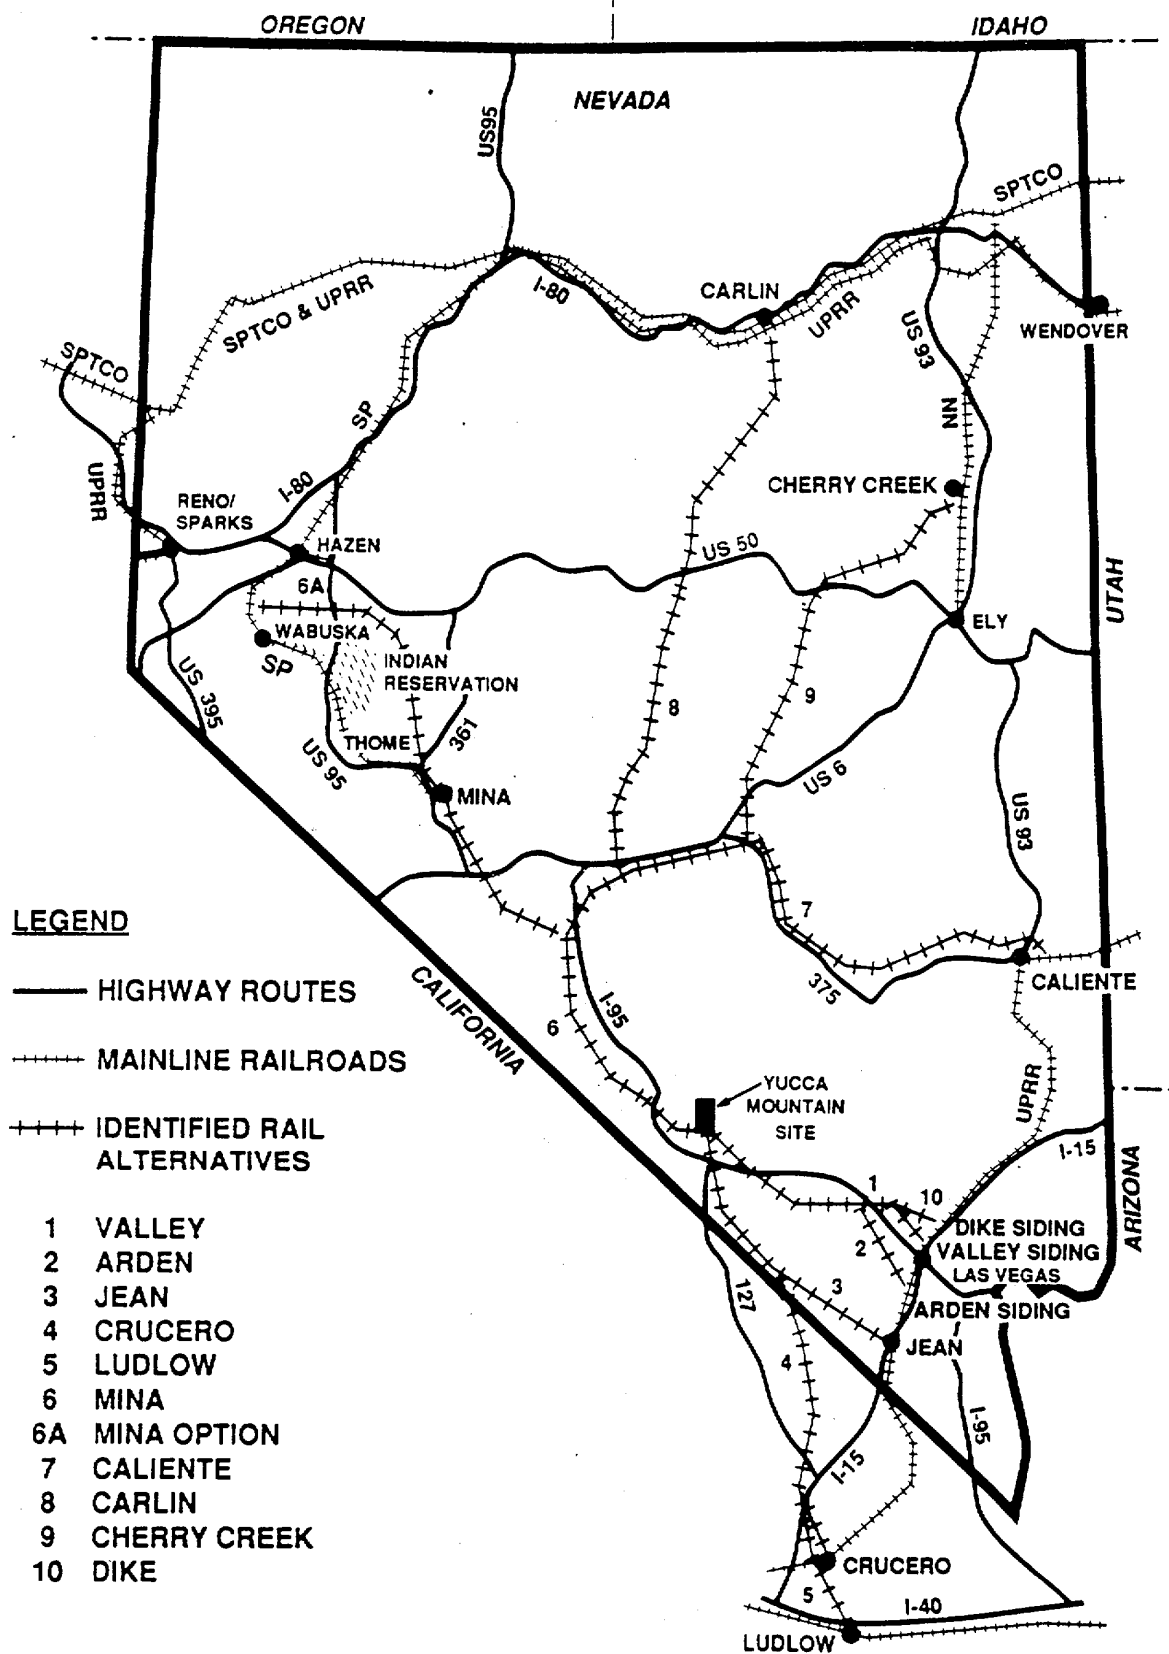 OREGON
IDAHO
NEVADA
US95
SPTCO
SPTCO & UPRR
I-80
CARLIN
UPRR
US 93
WENDOVER
SPTCO
SP
NN
UPRR
CHERRY CREEK
RENO/
SPARKS
I-80
HAZEN
US 50
UTAH
6A
WABUSKA
ELY
SP
INDIAN
RESERVATION
US 395
8
9
361
THOME
US 95
US 6
MINA
US 93
7
LEGEND
CALIFORNIA
375
CALIENTE
HIGHWAY ROUTES
I-95
6
MAINLINE RAILROADS
YUCCA
MOUNTAIN
SITE
UPRR
IDENTIFIED RAIL
ALTERNATIVES
I-15
ARIZONA
1
10
2
DIKE SIDING
VALLEY SIDING
LAS VEGAS
127
3
ARDEN SIDING
JEAN
4
1 VALLEY
2 ARDEN
3 JEAN
4 CRUCERO
5 LUDLOW
6 MINA
6A MINA OPTION
7 CALIENTE
8 CARLIN
9 CHERRY CREEK
10 DIKE
I-95
I-15
CRUCERO
5
I-40
LUDLOW